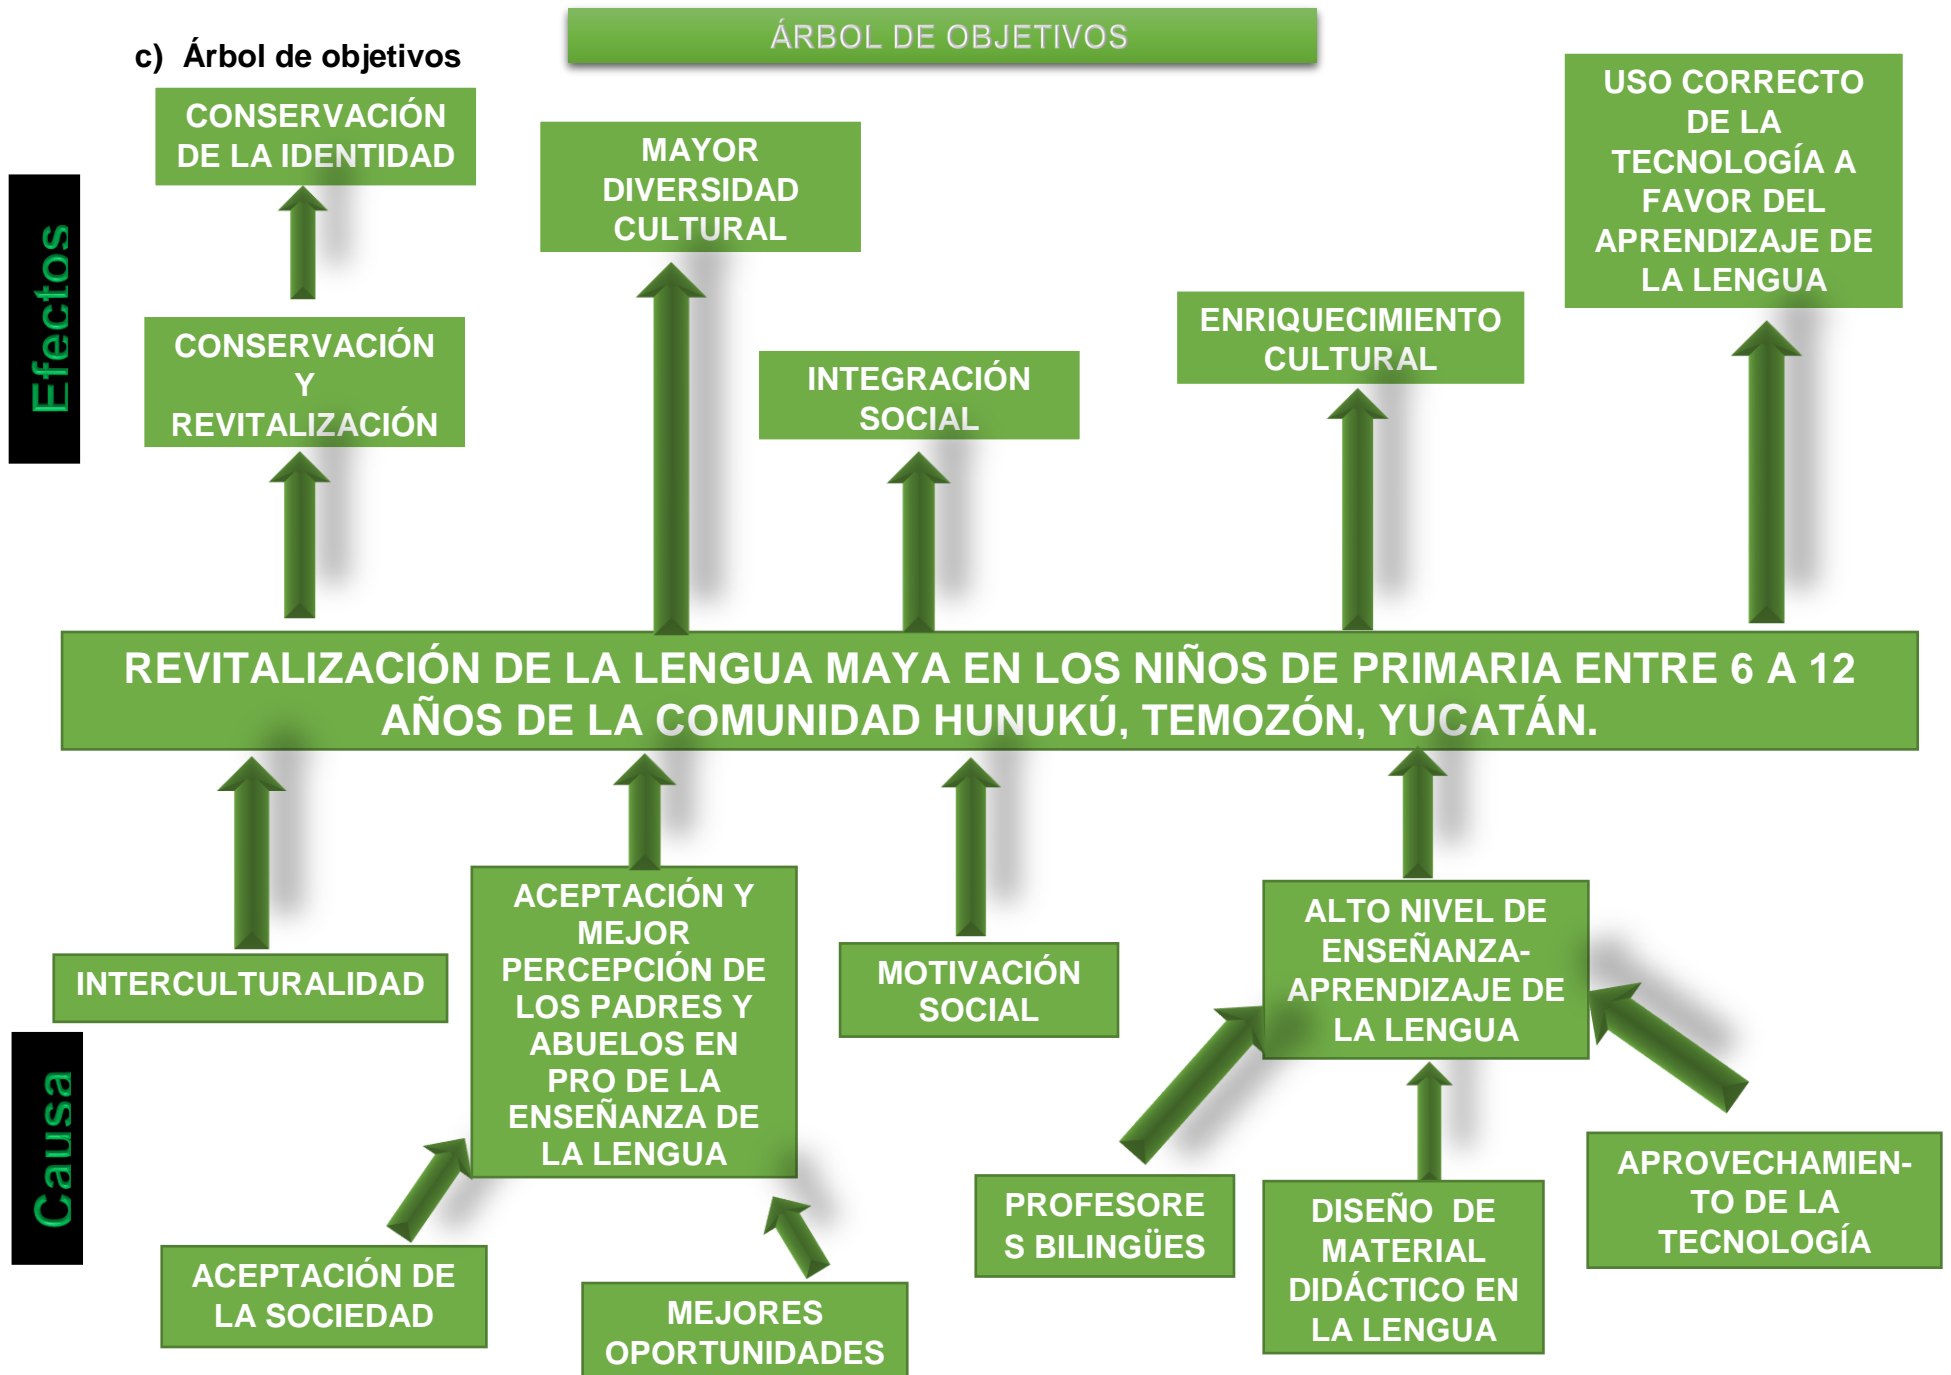 ÁRBOL DE OBJETIVOS
c) Árbol de objetivos
CONSERVACIÓN
DE LA IDENTIDAD
MAYOR
DIVERSIDAD
CULTURAL
USO CORRECTO
DE LA
TECNOLOGÍA A
FAVOR DEL
APRENDIZAJE DE
LA LENGUA
Efectos
CONSERVACIÓN
Y
REVITALIZACIÓN
INTEGRACIÓN
SOCIAL
ENRIQUECIMIENTO
CULTURAL
REVITALIZACIÓN DE LA LENGUA MAYA EN LOS NIÑOS DE PRIMARIA ENTRE 6 A 12
AÑOS DE LA COMUNIDAD HUNUKÚ, TEMOZÓN, YUCATÁN.
INTERCULTURALIDAD
ACEPTACIÓN Y
MEJOR
PERCEPCIÓN DE
LOS PADRES Y
ABUELOS EN
PRO DE LA
ENSEÑANZA DE
LA LENGUA
MOTIVACIÓN
SOCIAL
ALTO NIVEL DE
ENSEÑANZA-
APRENDIZAJE DE
LA LENGUA
Causa
ACEPTACIÓN DE
LA SOCIEDAD
MEJORES
OPORTUNIDADES
PROFESORE
S BILINGÜES
DISEÑO  DE
MATERIAL
DIDÁCTICO EN
LA LENGUA
APROVECHAMIEN-
TO DE LA
TECNOLOGÍA